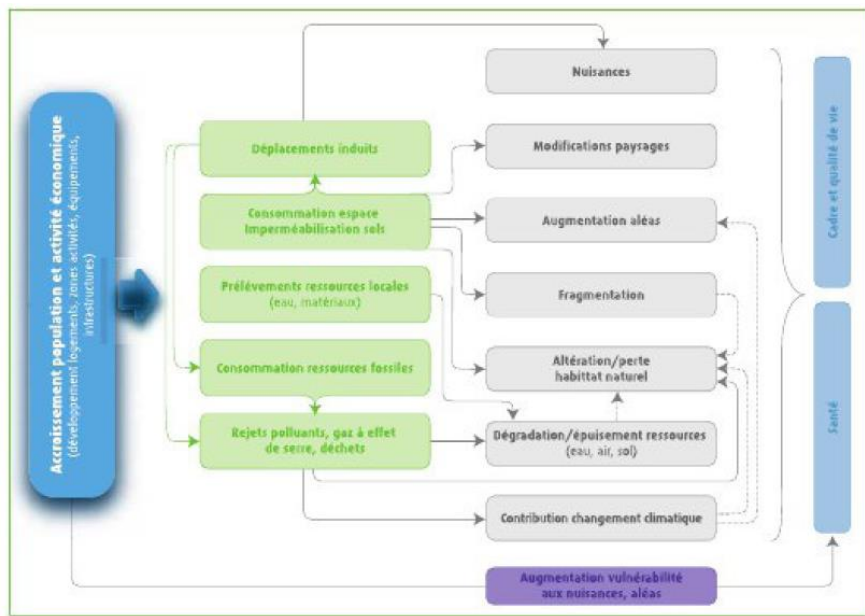 Accroissement population et activité économique
(développement logements, zones activités, équipements,
infrastructures)
Déplacements induits
Consommation espace
Imperméabilisation sols
Prélèvements ressources locales
(eau, matériaux)
Consommation ressources fossiles
Rejets polluants, gaz à effet
de serre, déchets
Nuisances
Modifications paysages
Augmentation aléas
Fragmentation
Altération/perte
habittat naturel
Dégradation/épuisement ressources
(eau, air, sol)
Contribution changement climatique
Augmentation vulnérabilité
aux nuisances, aléas
Cadre et qualité de vie
Santé